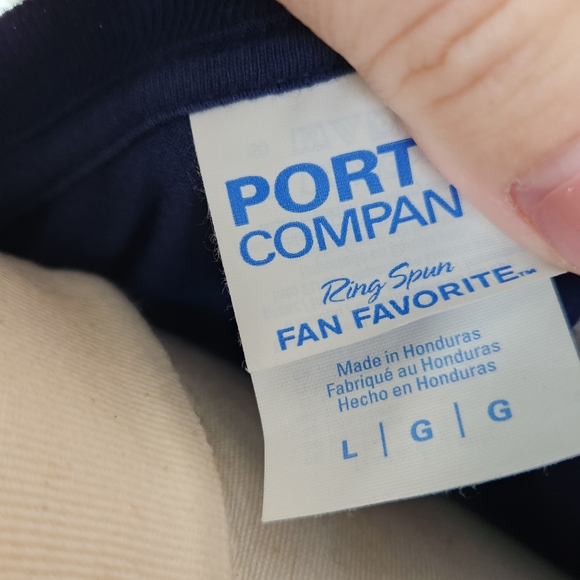 PORT
COMPAN
Ring Spun
FAN FAVORITE™
Made in Honduras
Fabriqué au Honduras
Hecho en Honduras
L | G | G